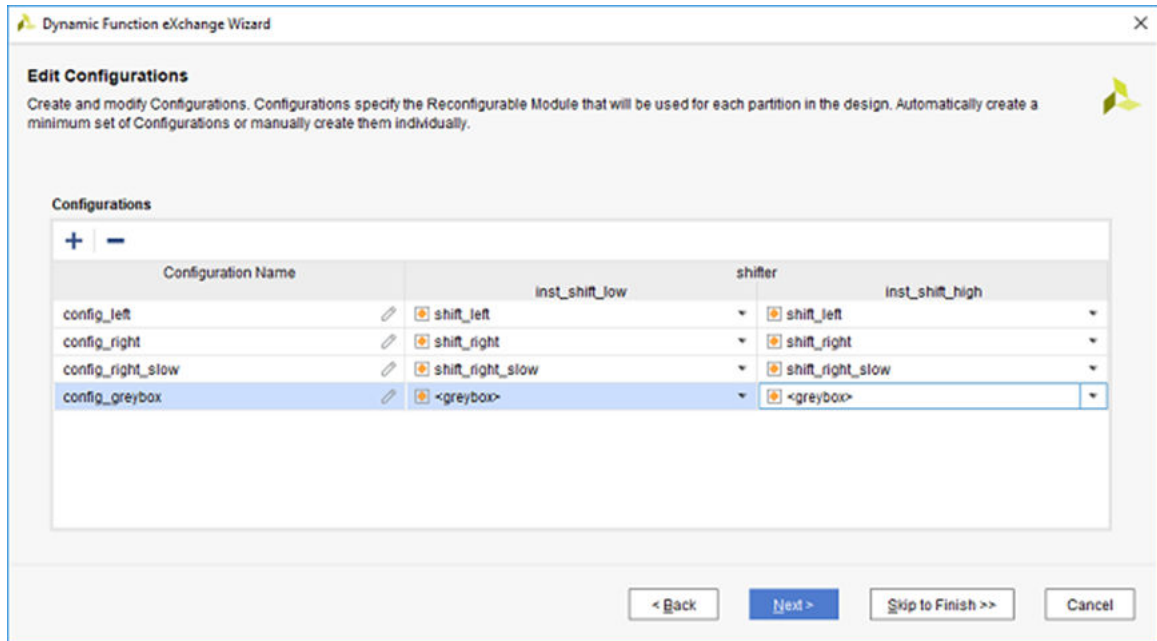 Dynamic Function eXchange Wizard
Edit Configurations
Create and modify Configurations. Configurations specify the Reconfigurable Module that will be used for each partition in the design. Automatically create a
minimum set of Configurations or manually create them individually.
Configurations
Configuration Name shifter
inst_shift_low inst_shift_high
config_left shift_left shift_left
config_right shift_right shift_right
config_right_slow shift_right_slow shift_right_slow
config_greybox <greybox> <greybox>
< Back Next > Skip to Finish >> Cancel